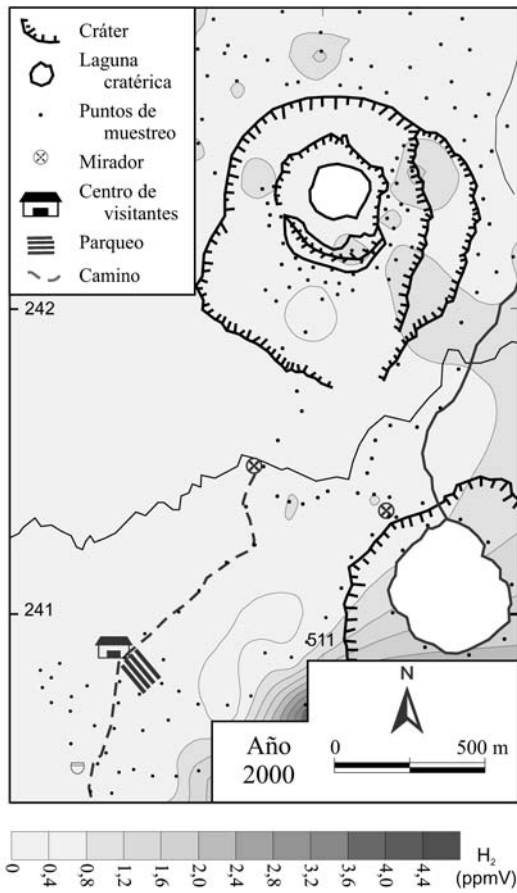 Cráter
Laguna
cratérica
Puntos de
muestreo
Mirador
Centro de
visitantes
Parqueo
Camino
242
241
511
Año
2000
N
0 500 m
0 0,4 0,8 1,2 1,6 2,0 2,4 2,8 3,2 3,6 4,0 4,4
H₂
(ppmV)